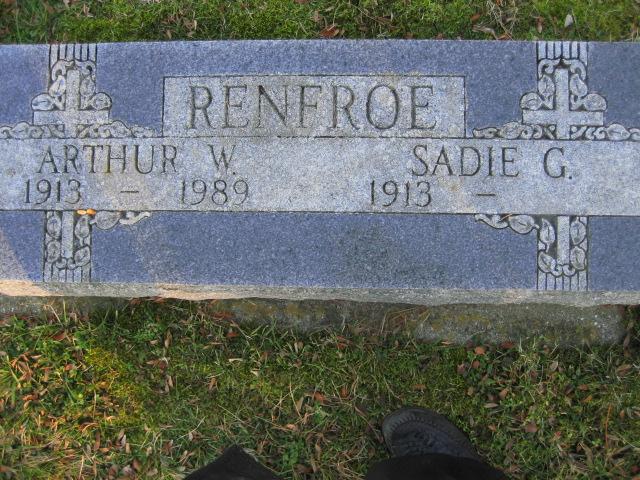 RENFROE
ARTHUR W. SADIE G.
1913 - 1989 1913 -